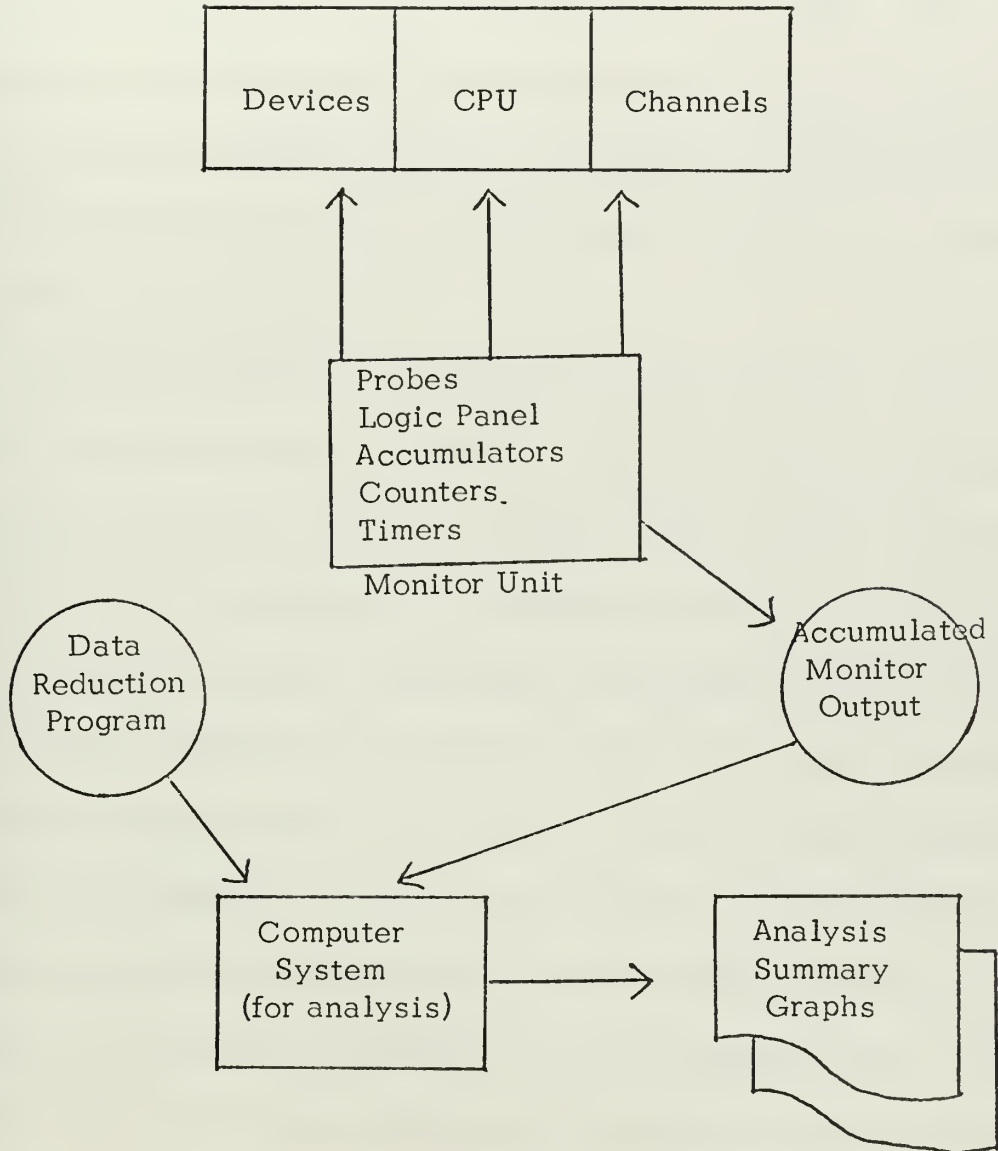 Devices CPU Channels
Probes
Logic Panel
Accumulators
Counters.
Timers
Monitor Unit
Data
Reduction
Program
Accumulated
Monitor
Output
Computer
System
(for analysis)
Analysis
Summary
Graphs